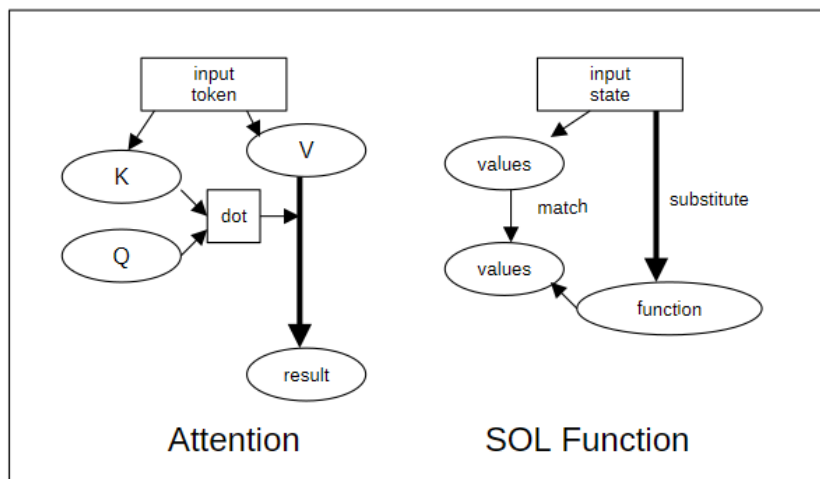 input
token
K
V
dot
Q
result
Attention
input
state
values
match
substitute
values
function
SOL Function